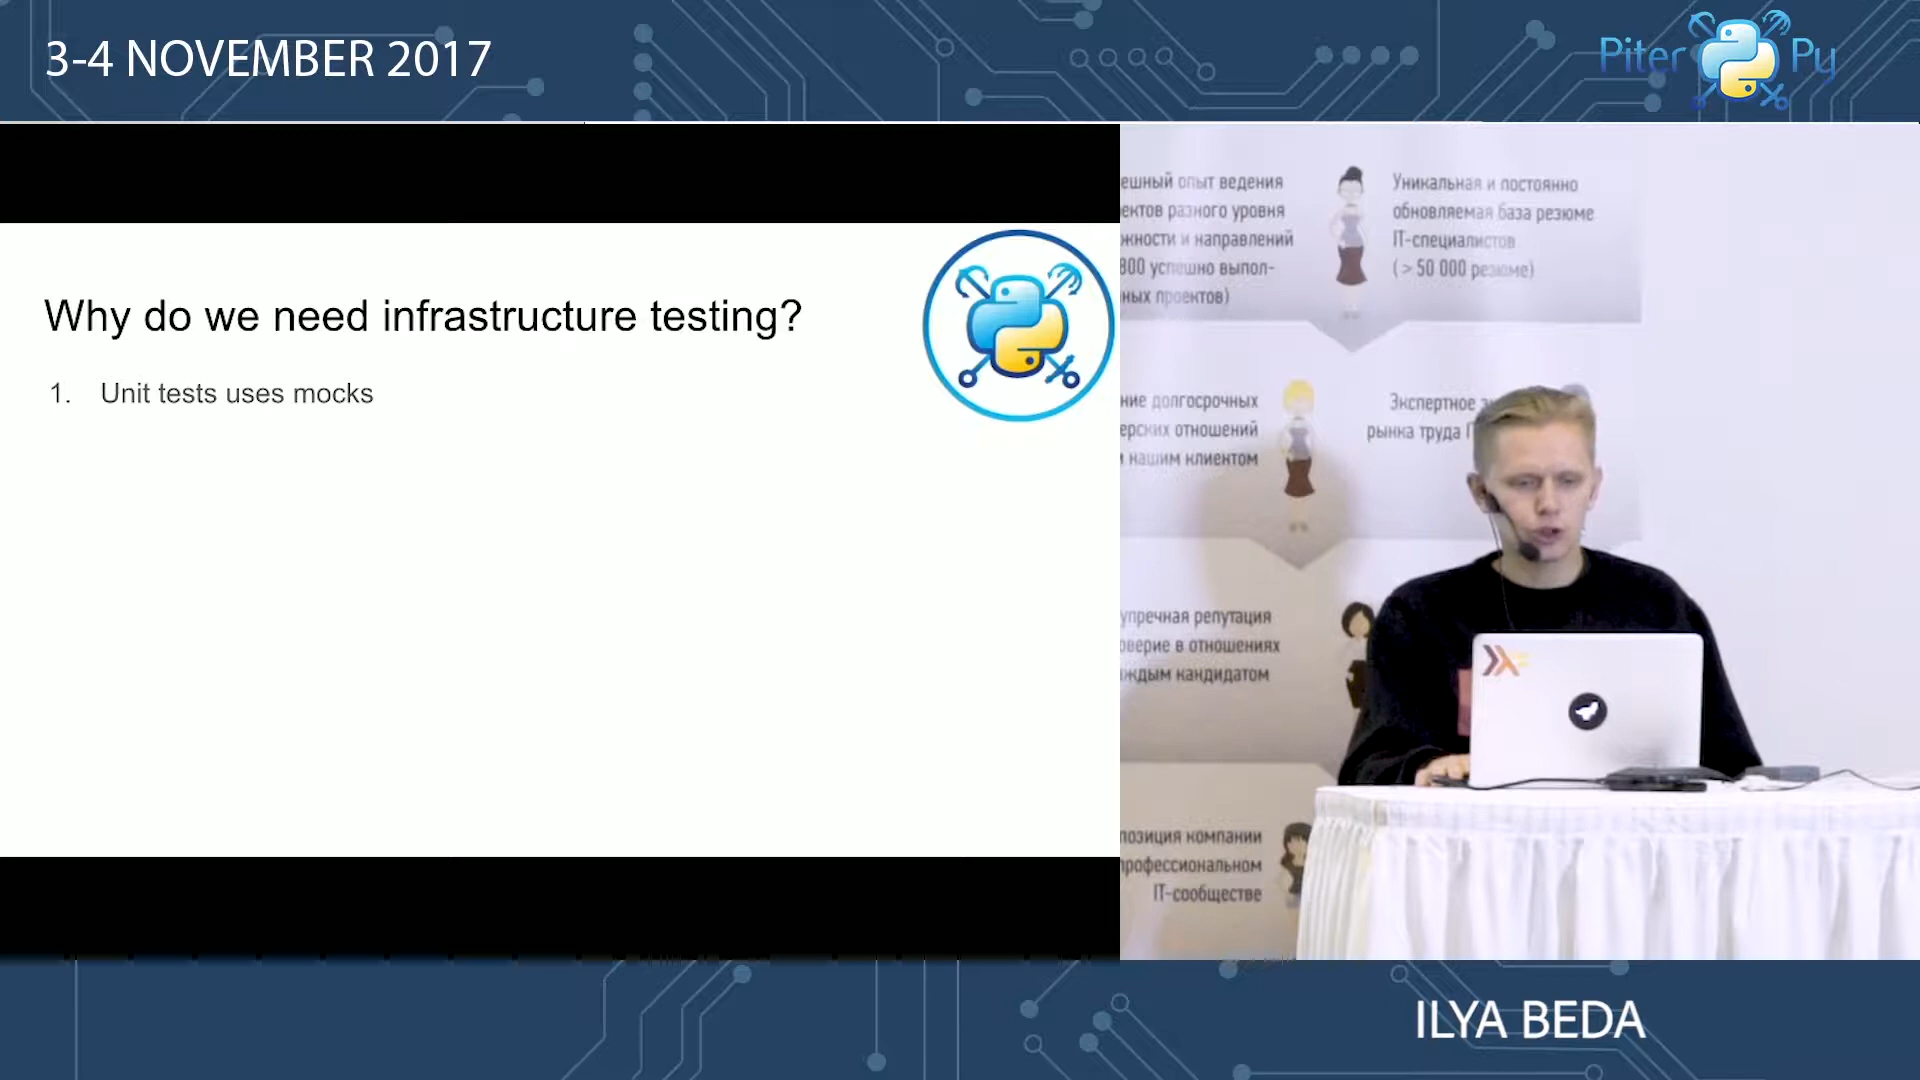 3-4 NOVEMBER 2017
Piter Py
Why do we need infrastructure testing?
1. Unit tests uses mocks
ешный опыт ведения
ектов разного уровня
жности и направлений
800 успешно выпол-
ных проектов)
Уникальная и постоянно
обновляемая база резюме
IT-специалистов
( > 50 000 резюме)
ние долгосрочных
ерских отношений
нашим клиентом
Экспертное
рынка труда
упречная репутация
оверие в отношениях
ждым кандидатом
позиция компании
профессиональном
IT-сообществе
ILYA BEDA